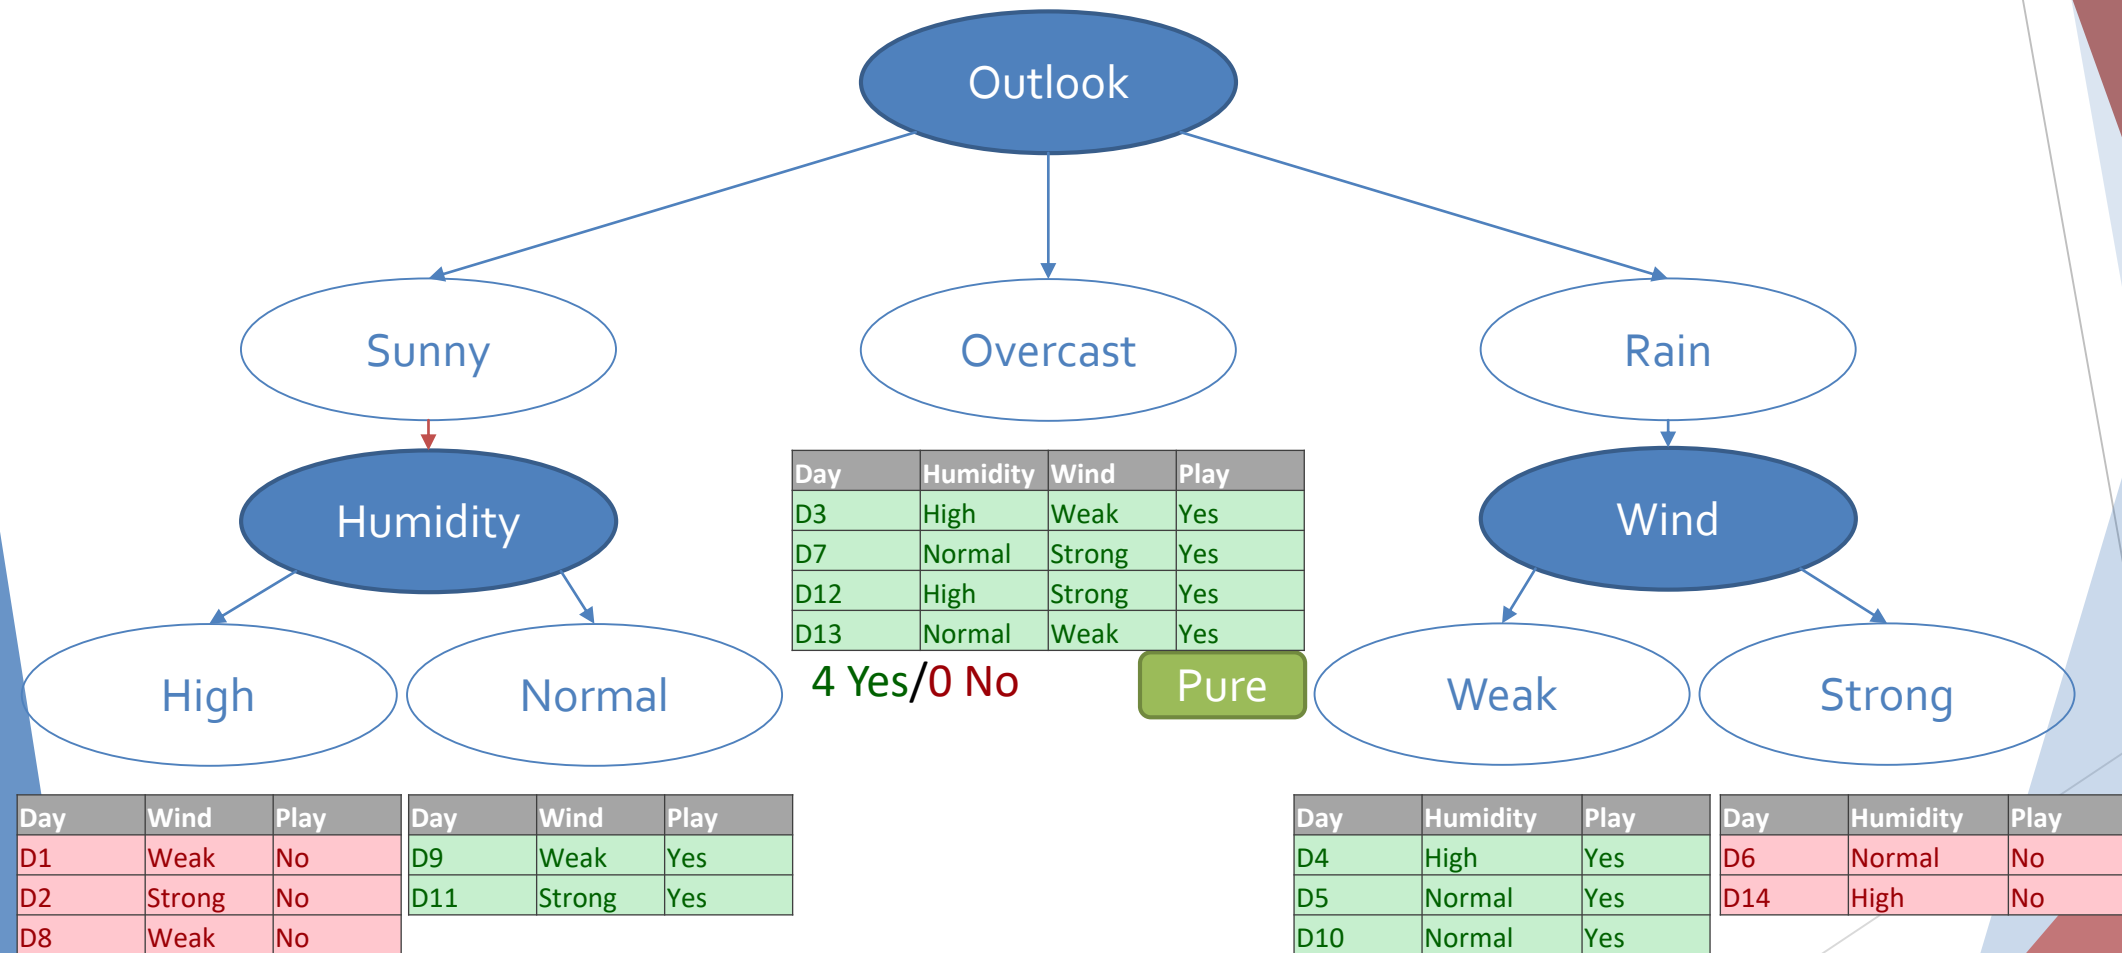 Outlook
Sunny
Overcast
Rain
Humidity
Day Humidity Wind Play
D3 High Weak Yes
D7 Normal Strong Yes
D12 High Strong Yes
D13 Normal Weak Yes
4 Yes/0 No
Pure
Wind
High
Normal
Weak
Strong
Day Wind Play
D1 Weak No
D2 Strong No
D8 Weak No
Day Wind Play
D9 Weak Yes
D11 Strong Yes
Day Humidity Play
D4 High Yes
D5 Normal Yes
D10 Normal Yes
Day Humidity Play
D6 Normal No
D14 High No